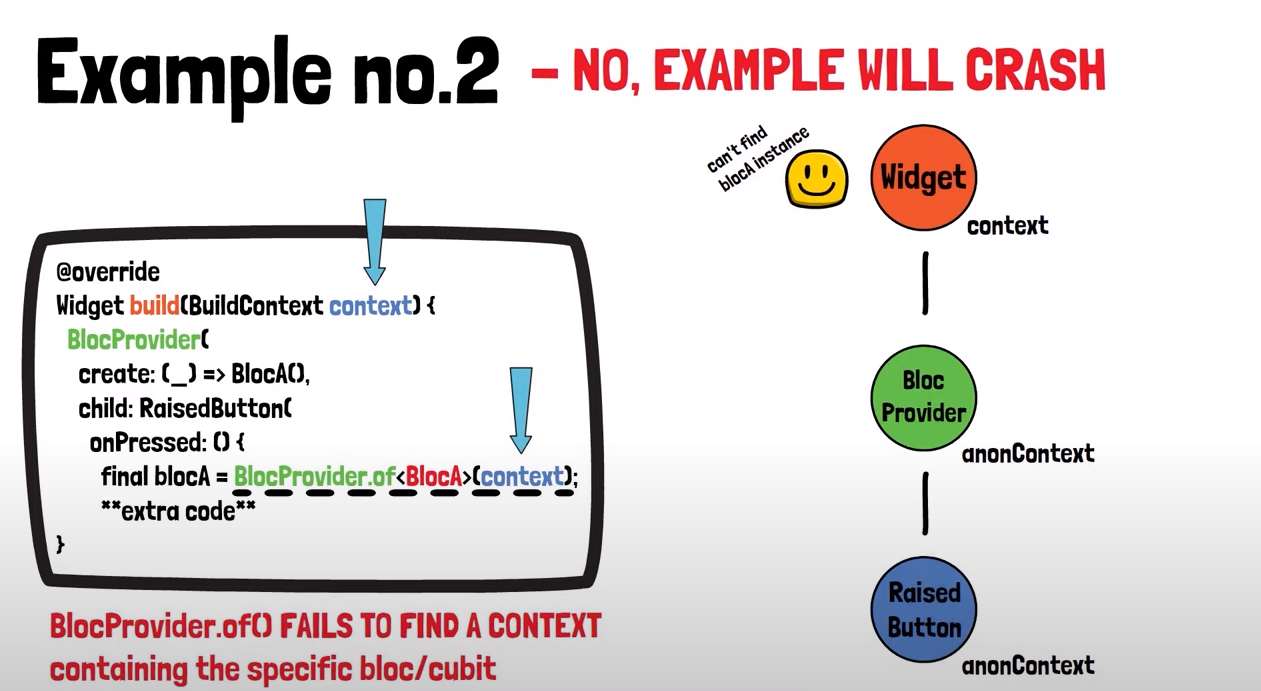 Example no.2 – NO, EXAMPLE WILL CRASH
can't find
blocA instance
Widget
context
@override
Widget build(BuildContext context) {
BlocProvider(
create: (_) => BlocA(),
child: RaisedButton(
onPressed: () {
final blocA = BlocProvider.of<BlocA>(context);
**extra code**
}
Bloc
Provider
anonContext
Raised
Button
anonContext
BlocProvider.of() FAILS TO FIND A CONTEXT
containing the specific bloc/cubit